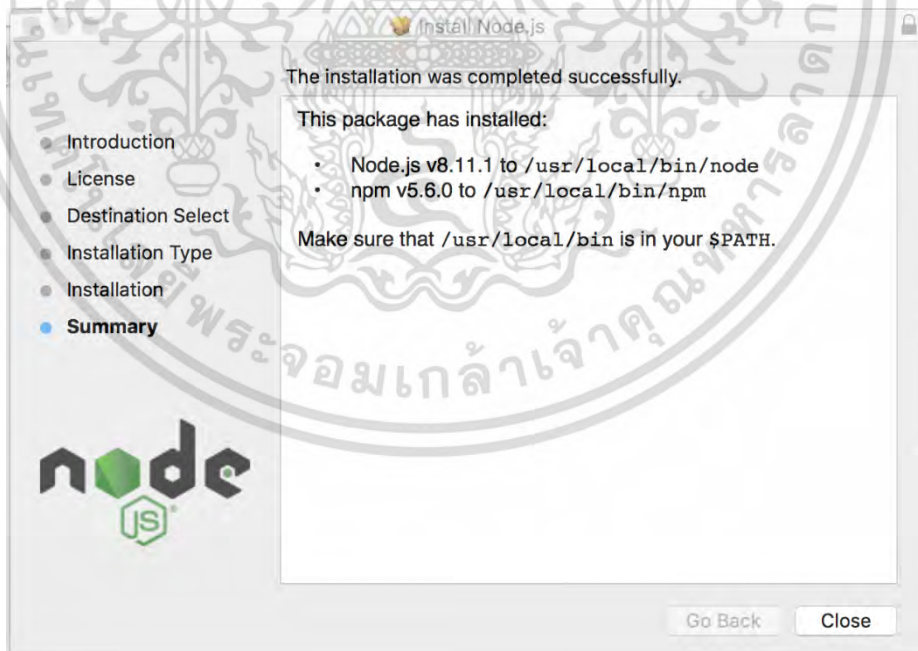 Install Node.js
The installation was completed successfully.
This package has installed:
• Node.js v8.11.1 to /usr/local/bin/node
• npm v5.6.0 to /usr/local/bin/npm
Make sure that /usr/local/bin is in your $PATH.
Introduction
License
Destination Select
Installation Type
Installation
Summary
node
JS
Go Back
Close
พระจอมเกล้าเจ้าคุณทหารลาด